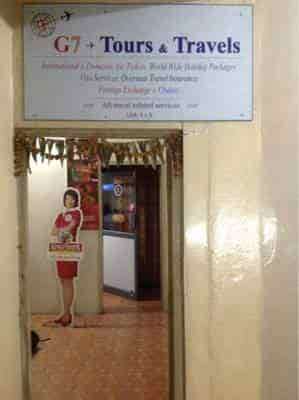 G7 ✈ Tours & Travels
International & Domestic Air Tickets, World Wide Holiday Packages
Visa Services, Overseas Travel Insurance
Foreign Exchange & Cruises
All travel related services